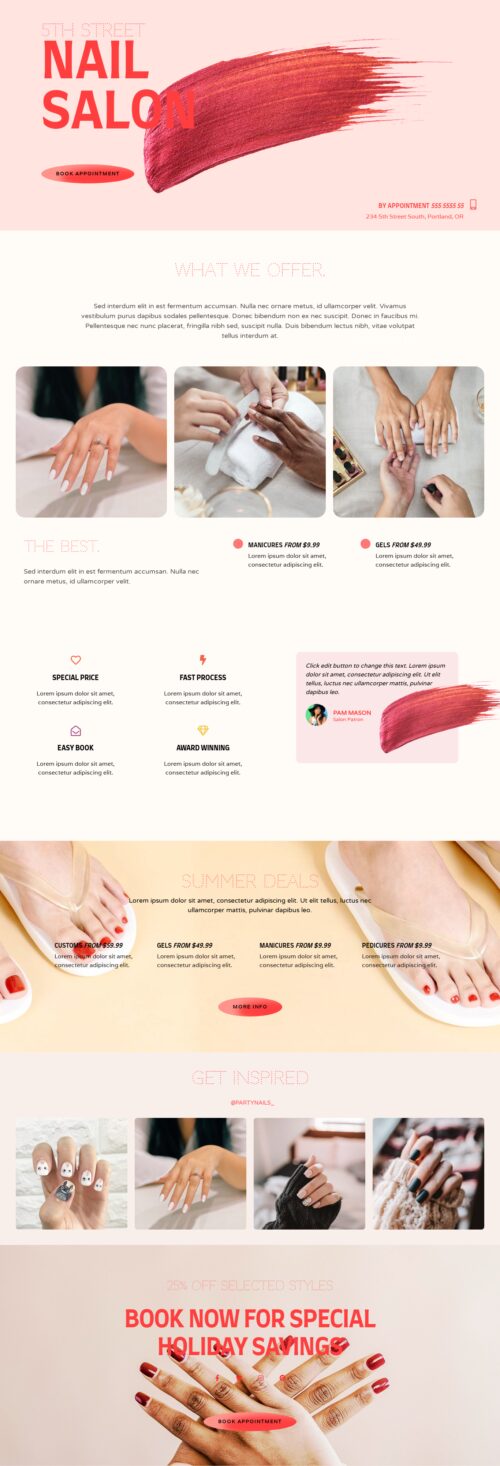 5TH STREET
NAIL
SALON
BOOK APPOINTMENT
BY APPOINTMENT 555 5555 55
234 5th Street South, Portland, OR
WHAT WE OFFER.
Sed interdum elit in est fermentum accumsan. Nulla nec ornare metus, id ullamcorper velit. Vivamus
vestibulum purus dapibus sodales pellentesque. Donec bibendum non ex nec suscipit. Donec in faucibus mi.
Pellentesque nec nunc placerat, fringilla nibh sed, suscipit nulla. Duis bibendum lectus nibh, vitae volutpat
tellus interdum at.
THE BEST.
Sed interdum elit in est fermentum accumsan. Nulla nec
ornare metus, id ullamcorper velit.
MANICURES FROM $9.99
Lorem ipsum dolor sit amet,
consectetur adipiscing elit.
GELS FROM $49.99
Lorem ipsum dolor sit amet,
consectetur adipiscing elit.
SPECIAL PRICE
Lorem ipsum dolor sit amet,
consectetur adipiscing elit.
FAST PROCESS
Lorem ipsum dolor sit amet,
consectetur adipiscing elit.
EASY BOOK
Lorem ipsum dolor sit amet,
consectetur adipiscing elit.
AWARD WINNING
Lorem ipsum dolor sit amet,
consectetur adipiscing elit.
Click edit button to change this text. Lorem ipsum
dolor sit amet, consectetur adipiscing elit. Ut elit
tellus, luctus nec ullamcorper mattis, pulvinar
dapibus leo.
PAM MASON
Salon Patron
SUMMER DEALS
Lorem ipsum dolor sit amet, consectetur adipiscing elit. Ut elit tellus, luctus nec
ullamcorper mattis, pulvinar dapibus leo.
CUSTOMS FROM $59.99
Lorem ipsum dolor sit amet,
consectetur adipiscing elit.
GELS FROM $49.99
Lorem ipsum dolor sit amet,
consectetur adipiscing elit.
MANICURES FROM $9.99
Lorem ipsum dolor sit amet,
consectetur adipiscing elit.
PEDICURES FROM $9.99
Lorem ipsum dolor sit amet,
consectetur adipiscing elit.
MORE INFO
GET INSPIRED
@PARTYNAILS_
25% OFF SELECTED STYLES
BOOK NOW FOR SPECIAL
HOLIDAY SAVINGS
BOOK APPOINTMENT